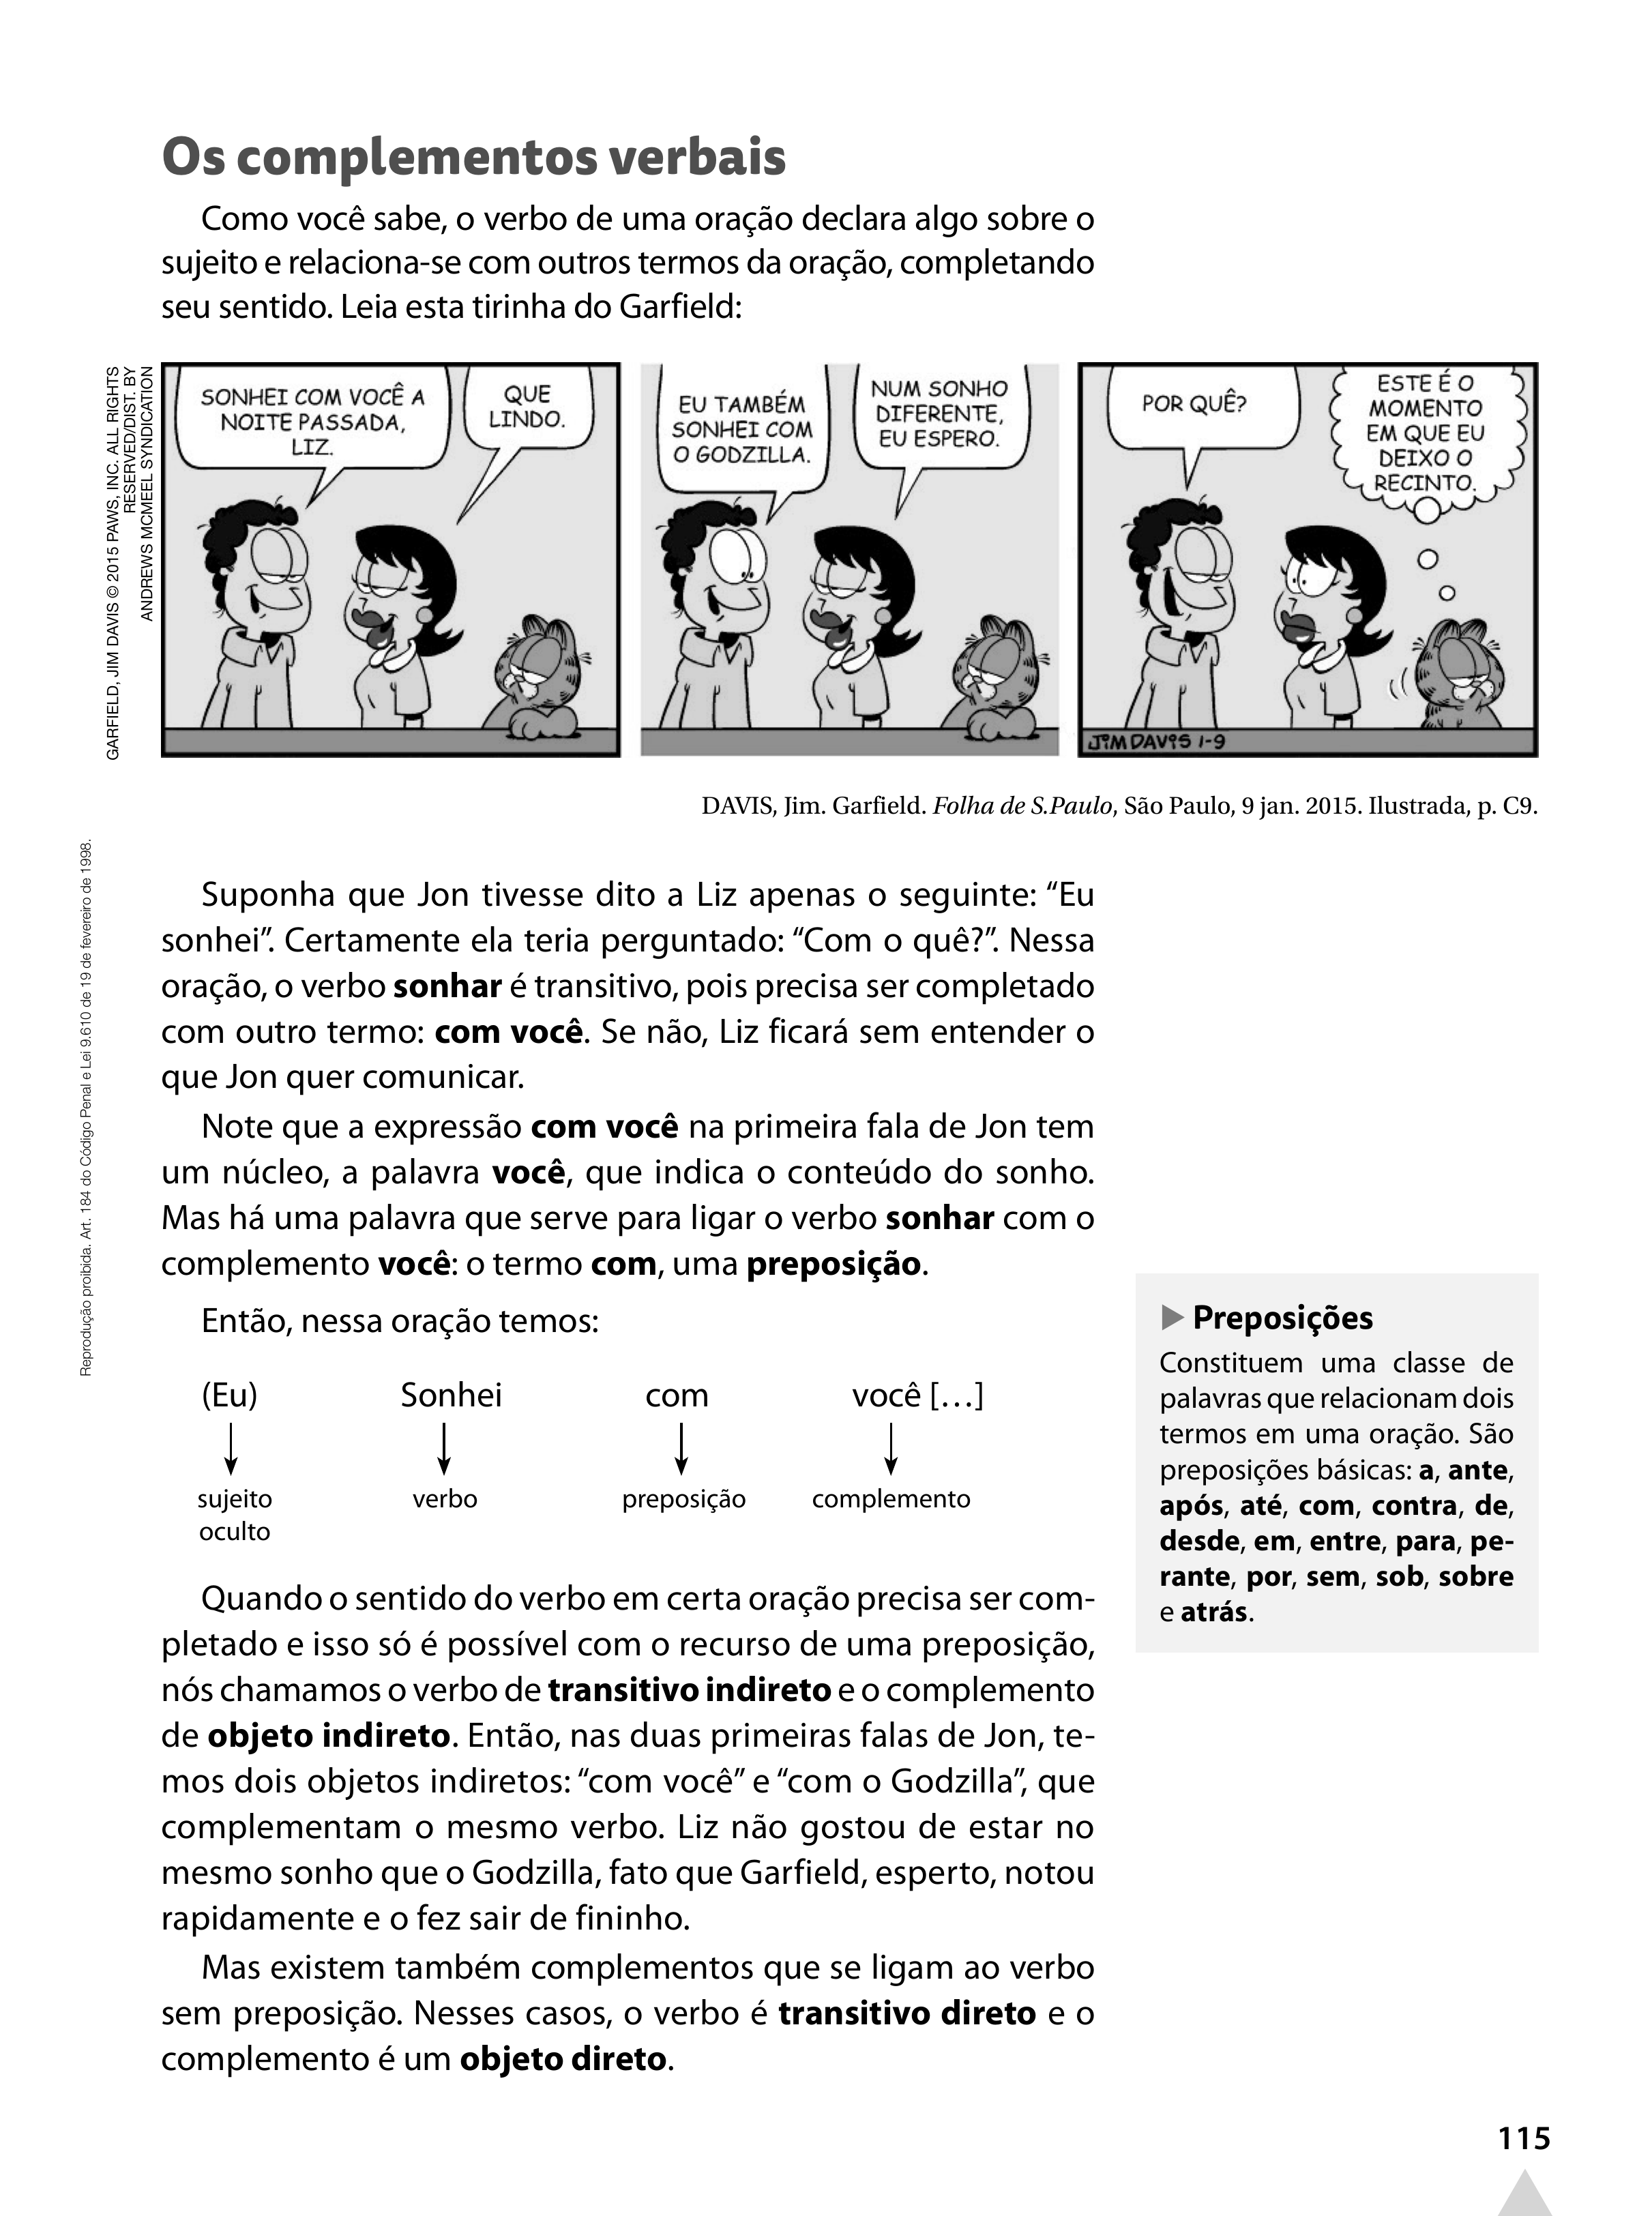 Os complementos verbais
Como você sabe, o verbo de uma oração declara algo sobre o
sujeito e relaciona-se com outros termos da oração, completando
seu sentido. Leia esta tirinha do Garfield:
GARFIELD, JIM DAVIS © 2015 PAWS, INC. ALL RIGHTS
RESERVED/DIST. BY
ANDREWS MCMEEL SYNDICATION
SONHEI COM VOCÊ A
NOITE PASSADA,
LIZ.
QUE
LINDO.
EU TAMBÉM
SONHEI COM
O GODZILLA.
NUM SONHO
DIFERENTE,
EU ESPERO.
POR QUÊ?
ESTE É O
MOMENTO
EM QUE EU
DEIXO O
RECINTO.
JIM DAVIS 1-9
DAVIS, Jim. Garfield. Folha de S.Paulo, São Paulo, 9 jan. 2015. Ilustrada, p. C9.
Reprodução proibida. Art. 184 do Código Penal e Lei 9.610 de 19 de fevereiro de 1998.
Suponha que Jon tivesse dito a Liz apenas o seguinte: “Eu
sonhei”. Certamente ela teria perguntado: “Com o quê?”. Nessa
oração, o verbo sonhar é transitivo, pois precisa ser completado
com outro termo: com você. Se não, Liz ficará sem entender o
que Jon quer comunicar.
Note que a expressão com você na primeira fala de Jon tem
um núcleo, a palavra você, que indica o conteúdo do sonho.
Mas há uma palavra que serve para ligar o verbo sonhar com o
complemento você: o termo com, uma preposição.
Então, nessa oração temos:
(Eu) Sonhei com você […]
sujeito verbo preposição complemento
oculto
▶ Preposições
Constituem uma classe de
palavras que relacionam dois
termos em uma oração. São
preposições básicas: a, ante,
após, até, com, contra, de,
desde, em, entre, para, pe-
rante, por, sem, sob, sobre
e atrás.
Quando o sentido do verbo em certa oração precisa ser com-
pletado e isso só é possível com o recurso de uma preposição,
nós chamamos o verbo de transitivo indireto e o complemento
de objeto indireto. Então, nas duas primeiras falas de Jon, te-
mos dois objetos indiretos: “com você” e “com o Godzilla”, que
complementam o mesmo verbo. Liz não gostou de estar no
mesmo sonho que o Godzilla, fato que Garfield, esperto, notou
rapidamente e o fez sair de fininho.
Mas existem também complementos que se ligam ao verbo
sem preposição. Nesses casos, o verbo é transitivo direto e o
complemento é um objeto direto.
115